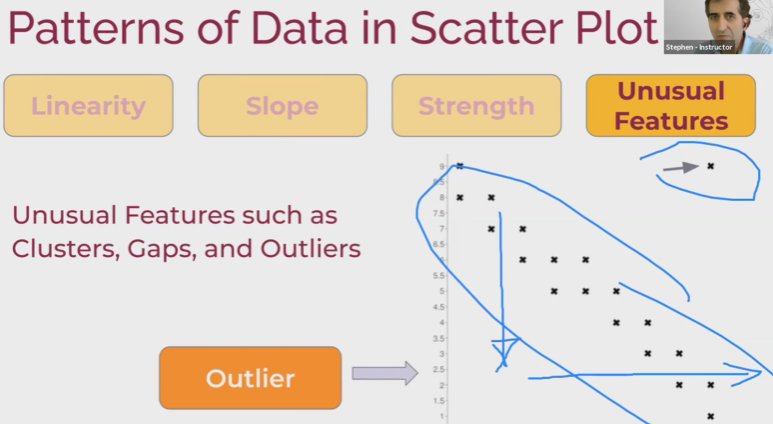 Patterns of Data in Scatter Plot
Stephen - Instructor
Linearity
Slope
Strength
Unusual
Features
Unusual Features such as
Clusters, Gaps, and Outliers
Outlier
9
8.5
8
7.5
7
6.5
6
5.5
5
4.5
4
3.5
3
2.5
2
1.5
1